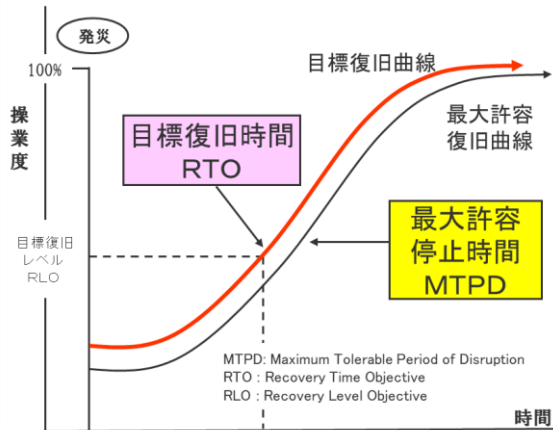 発災
100%
操業度
目標復旧曲線
最大許容
復旧曲線
目標復旧時間
RTO
最大許容
停止時間
MTPD
目標復旧
レベル
RLO
MTPD: Maximum Tolerable Period of Disruption
RTO : Recovery Time Objective
RLO : Recovery Level Objective
時間